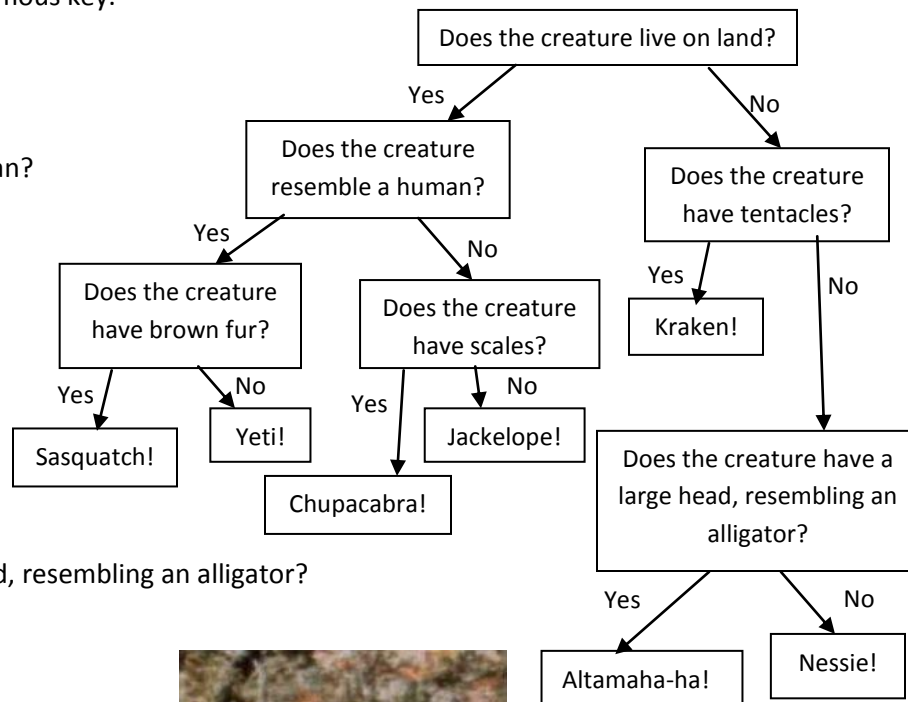 key!
Does the creature live on land?
Yes
No
Does the creature
resemble a human?
Does the creature
have tentacles?
Yes
No
Yes
No
Does the creature
have brown fur?
Does the creature
have scales?
Kraken!
Yes
No
Yes
No
Sasquatch!
Yeti!
Jackelope!
Chupacabra!
Does the creature have a
large head, resembling an
alligator?
, resembling an alligator?
Yes
No
Altamaha-ha!
Nessie!